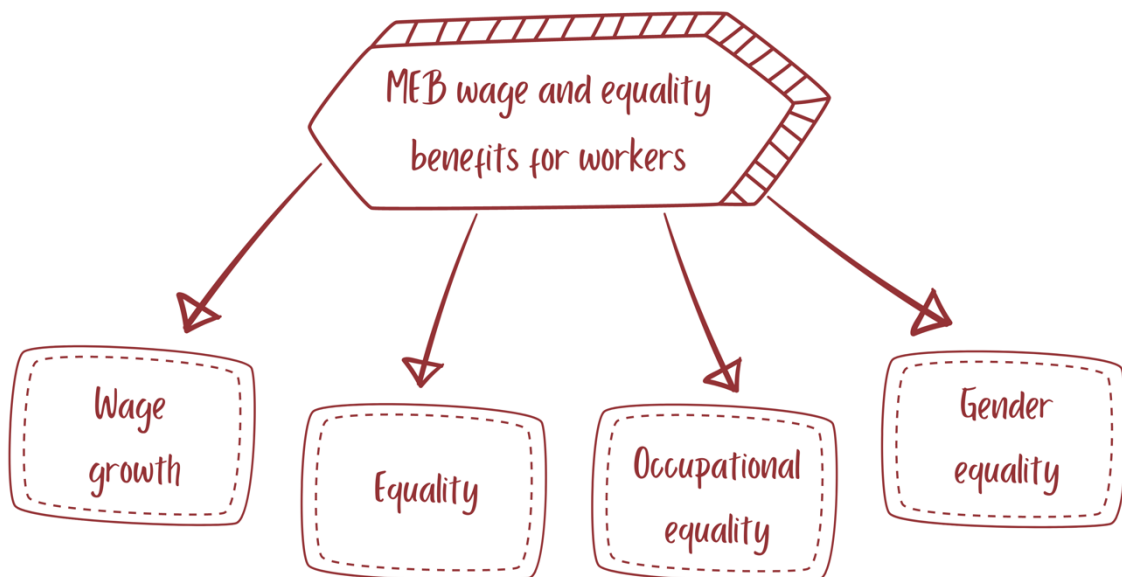 MEB wage and equality
benefits for workers
Wage
growth
Equality
Occupational
equality
Gender
equality